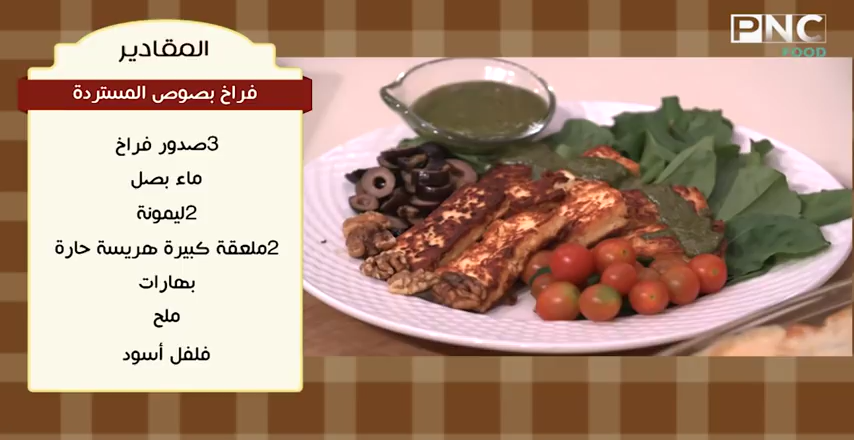 المقادير
فراخ بصوص المستردة
3صدور فراخ
ماء بصل
2ليمونة
2ملعقة كبيرة هريسة حارة
بهارات
ملح
فلفل أسود
PNC
FOOD